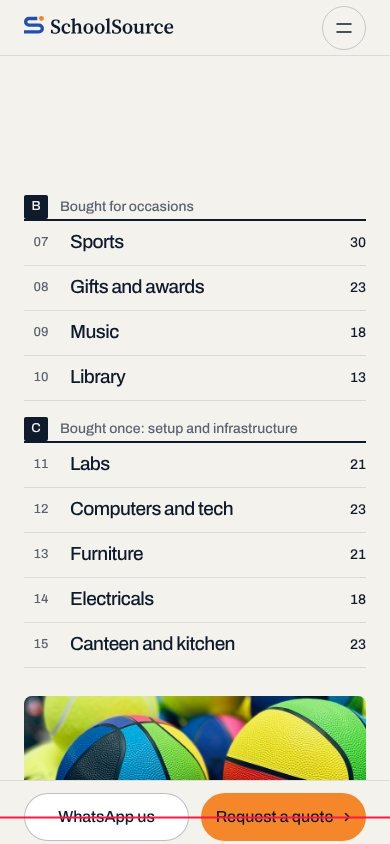 SchoolSource
B Bought for occasions
07 Sports 30
08 Gifts and awards 23
09 Music 18
10 Library 13
C Bought once: setup and infrastructure
11 Labs 21
12 Computers and tech 23
13 Furniture 21
14 Electricals 18
15 Canteen and kitchen 23
WhatsApp us Request a quote ›